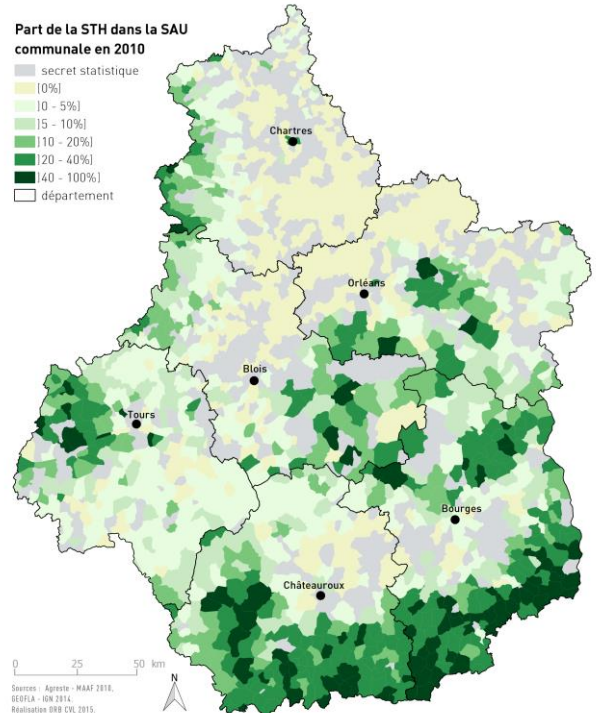 Part de la STH dans la SAU
communale en 2010
secret statistique
[0%]
]0 - 5%]
]5 - 10%]
]10 - 20%]
]20 - 40%]
]40 - 100%]
département
Chartres
Orléans
Blois
Tours
Bourges
Châteauroux
0 25 50 km
N
Sources : Agreste - MAAF 2010,
GEOFLA - IGN 2014.
Réalisation ORB CVL 2015.